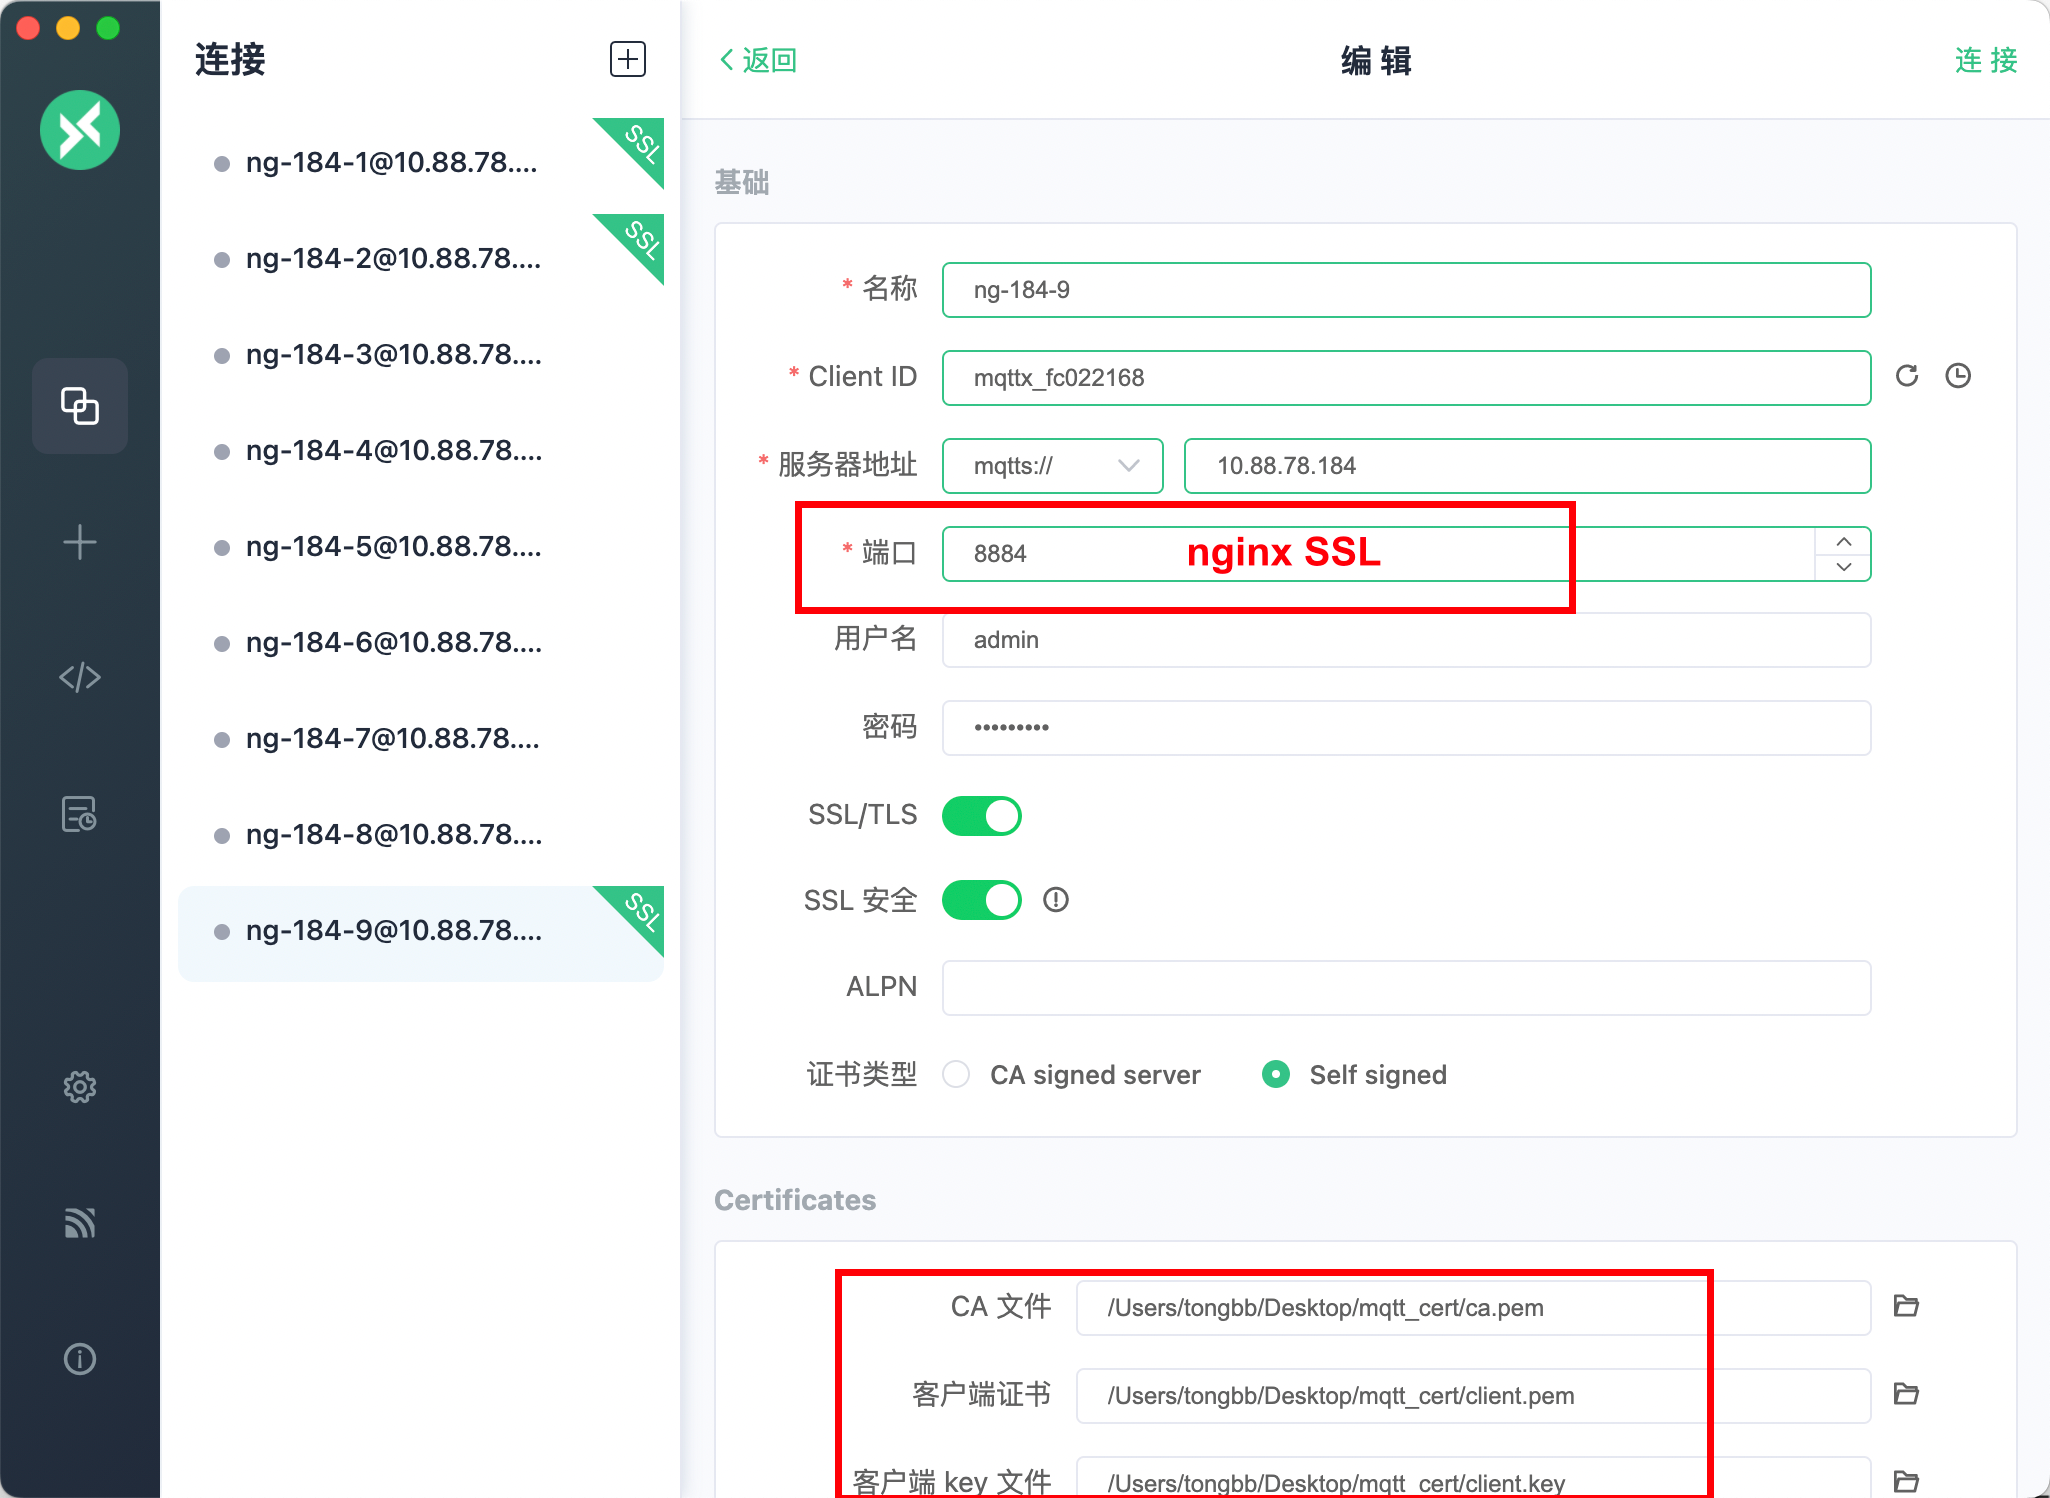 连接
SSL
ng-184-1@10.88.78....
SSL
ng-184-2@10.88.78....
ng-184-3@10.88.78....
ng-184-4@10.88.78....
ng-184-5@10.88.78....
ng-184-6@10.88.78....
ng-184-7@10.88.78....
ng-184-8@10.88.78....
SSL
ng-184-9@10.88.78....
返回
编辑
连接
基础
* 名称 ng-184-9
* Client ID mqttx_fc022168
* 服务器地址 mqtts:// 10.88.78.184
* 端口 8884 nginx SSL
用户名 admin
密码 •••••••••
SSL/TLS
SSL 安全
ALPN
证书类型 CA signed server Self signed
Certificates
CA 文件 /Users/tongbb/Desktop/mqtt_cert/ca.pem
客户端证书 /Users/tongbb/Desktop/mqtt_cert/client.pem
客户端 key 文件 /Users/tongbb/Desktop/mqtt_cert/client.key